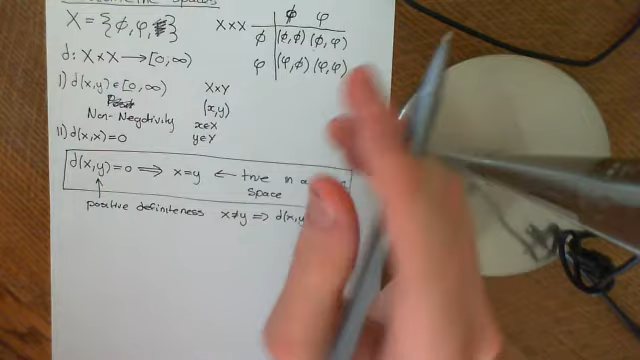 X = {ϕ, φ, }
X×X
ϕ φ
ϕ (ϕ,ϕ) (ϕ,φ)
φ (φ,ϕ) (φ,φ)
d: X×X → [0,∞)
I) d(x,y) ∈ [0,∞)
Non-Negativity
X×Y
(x,y)
x∈X
y∈Y
II) d(x,x)=0
d(x,y)=0 ⟹ x=y ← true in a
space
positive definiteness x≠y ⟹ d(x,y